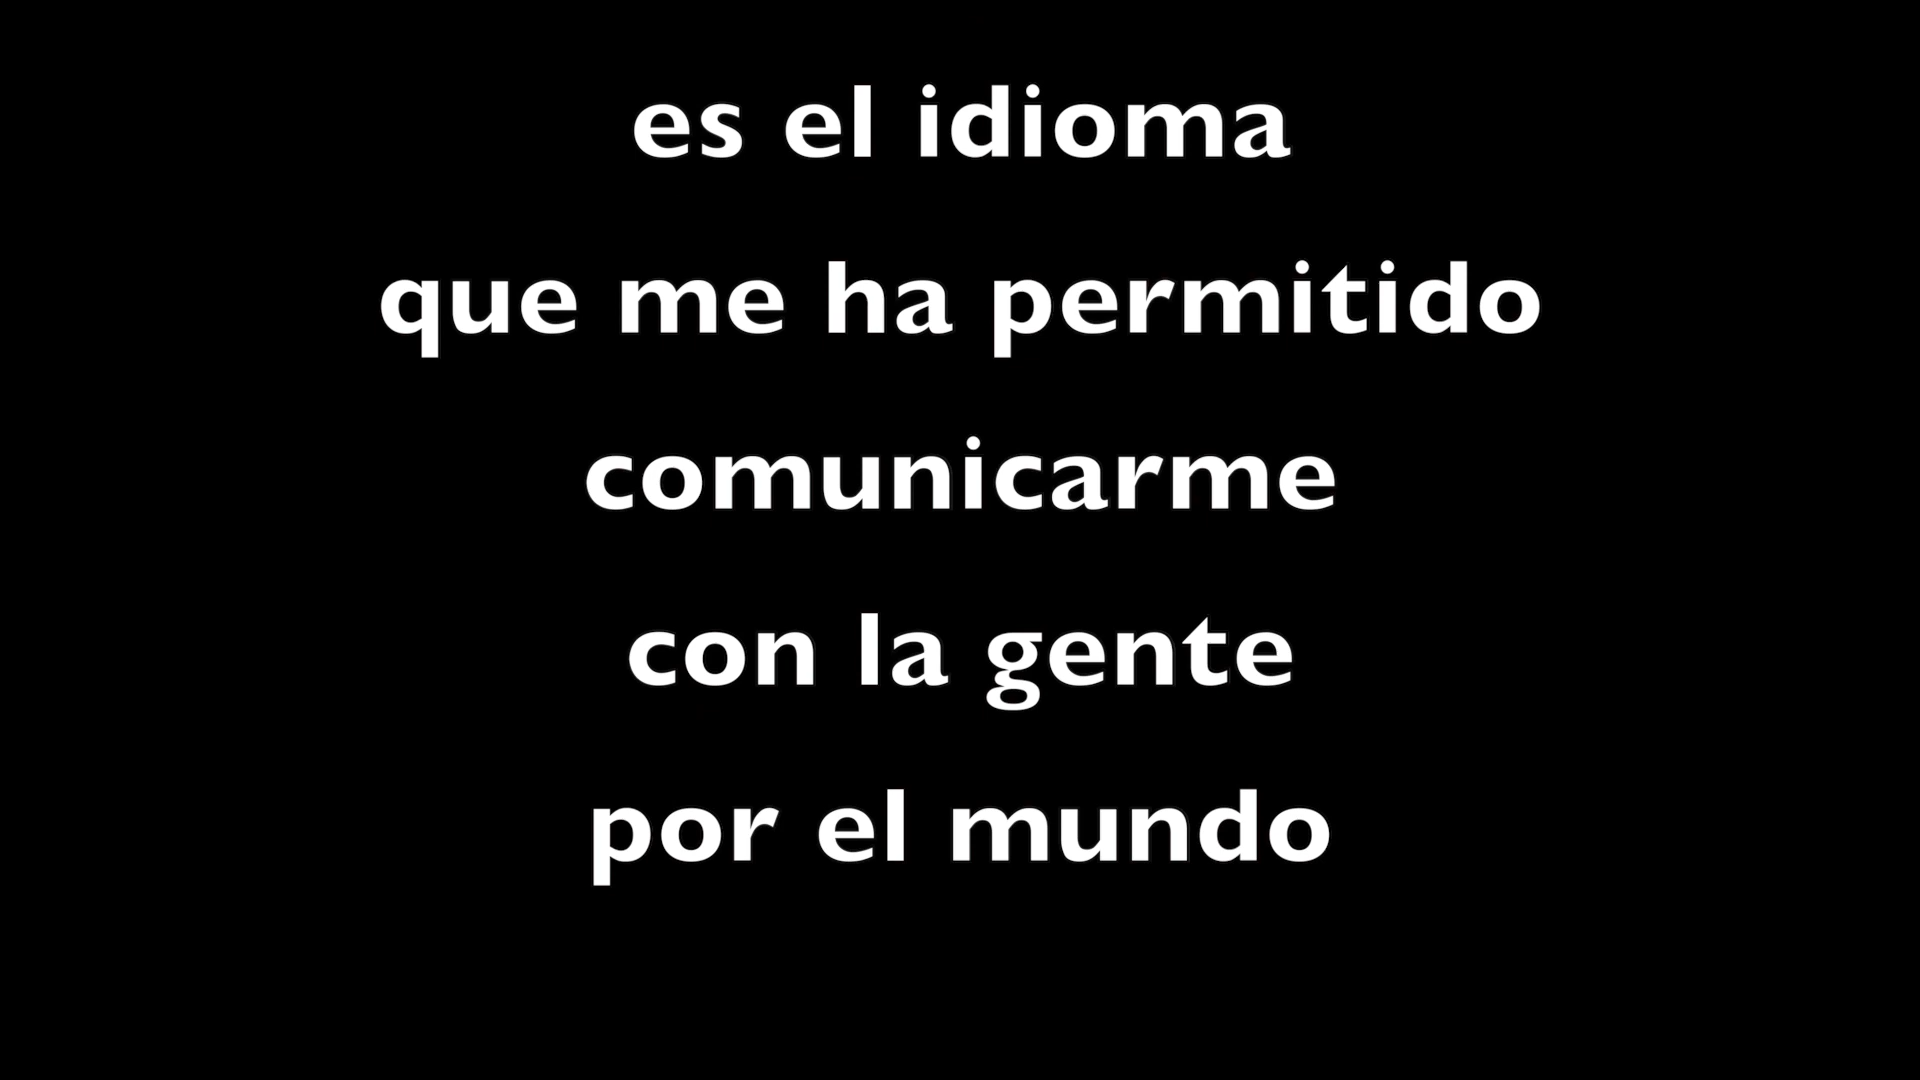 es el idioma
que me ha permitido
comunicarme
con la gente
por el mundo